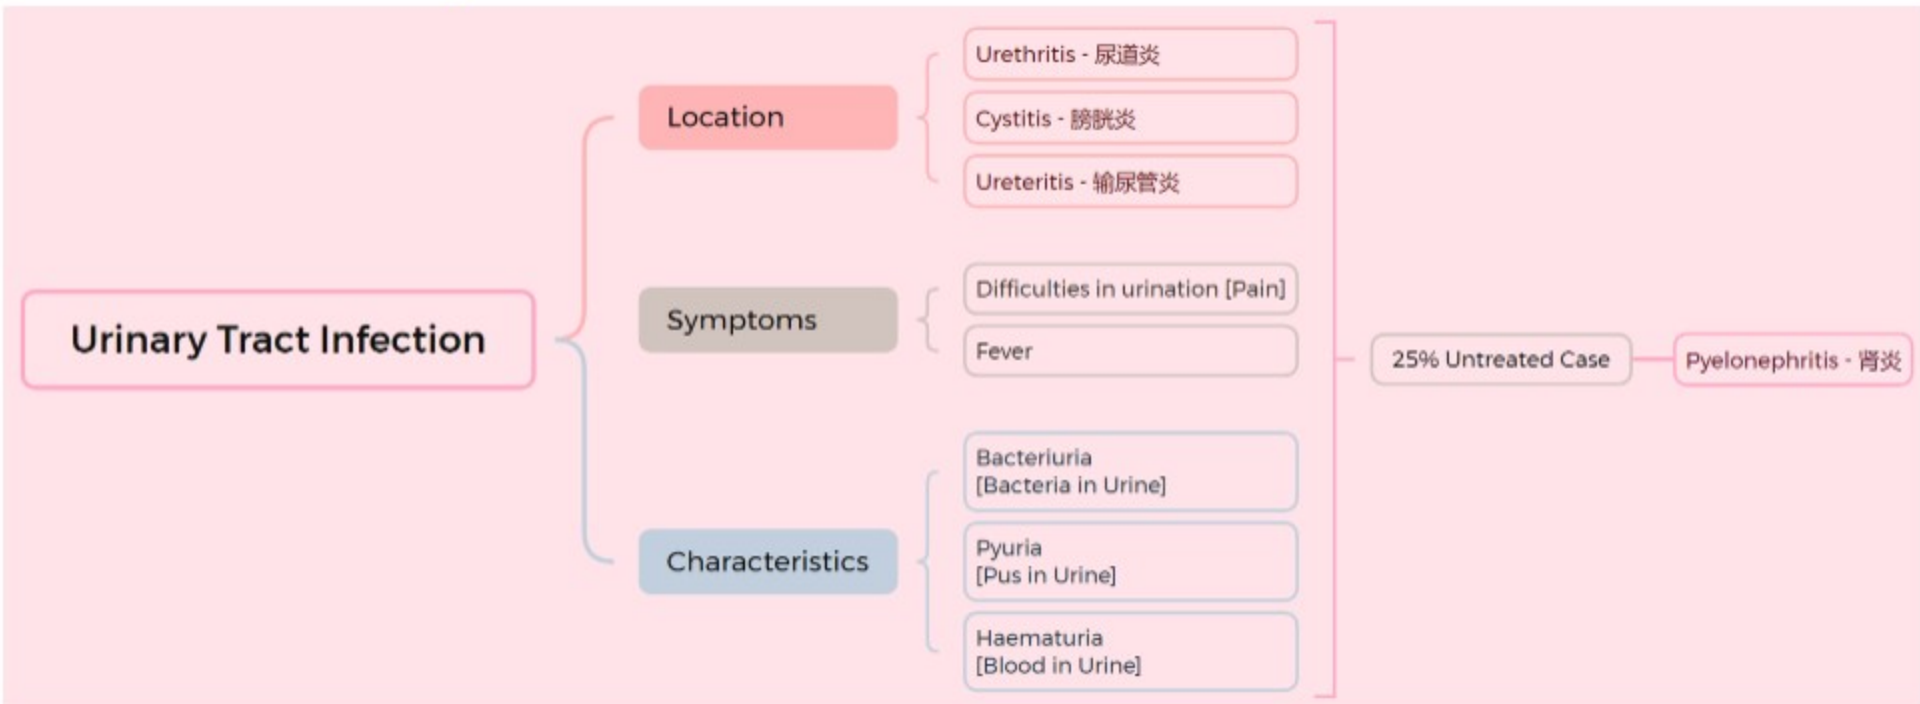 Urinary Tract Infection
Location
Urethritis - 尿道炎
Cystitis - 膀胱炎
Ureteritis - 输尿管炎
Symptoms
Difficulties in urination [Pain]
Fever
Characteristics
Bacteriuria
[Bacteria in Urine]
Pyuria
[Pus in Urine]
Haematuria
[Blood in Urine]
25% Untreated Case
Pyelonephritis - 肾炎